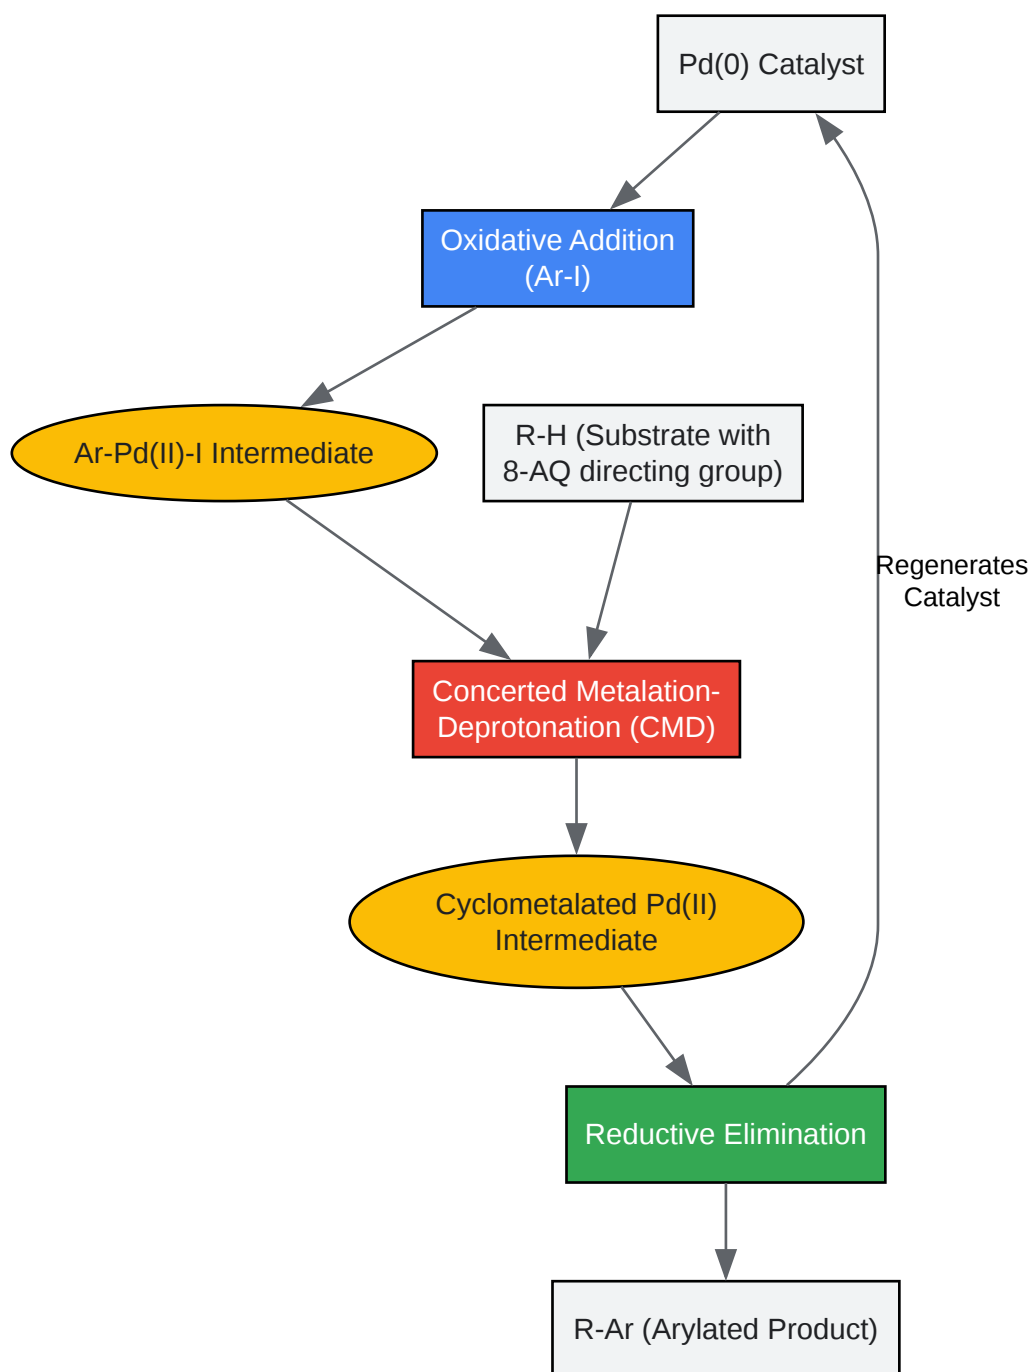 Pd(0) Catalyst
Oxidative Addition
(Ar-I)
Ar-Pd(II)-I Intermediate
R-H (Substrate with
8-AQ directing group)
Regenerates
Catalyst
Concerted Metalation-
Deprotonation (CMD)
Cyclometalated Pd(II)
Intermediate
Reductive Elimination
R-Ar (Arylated Product)